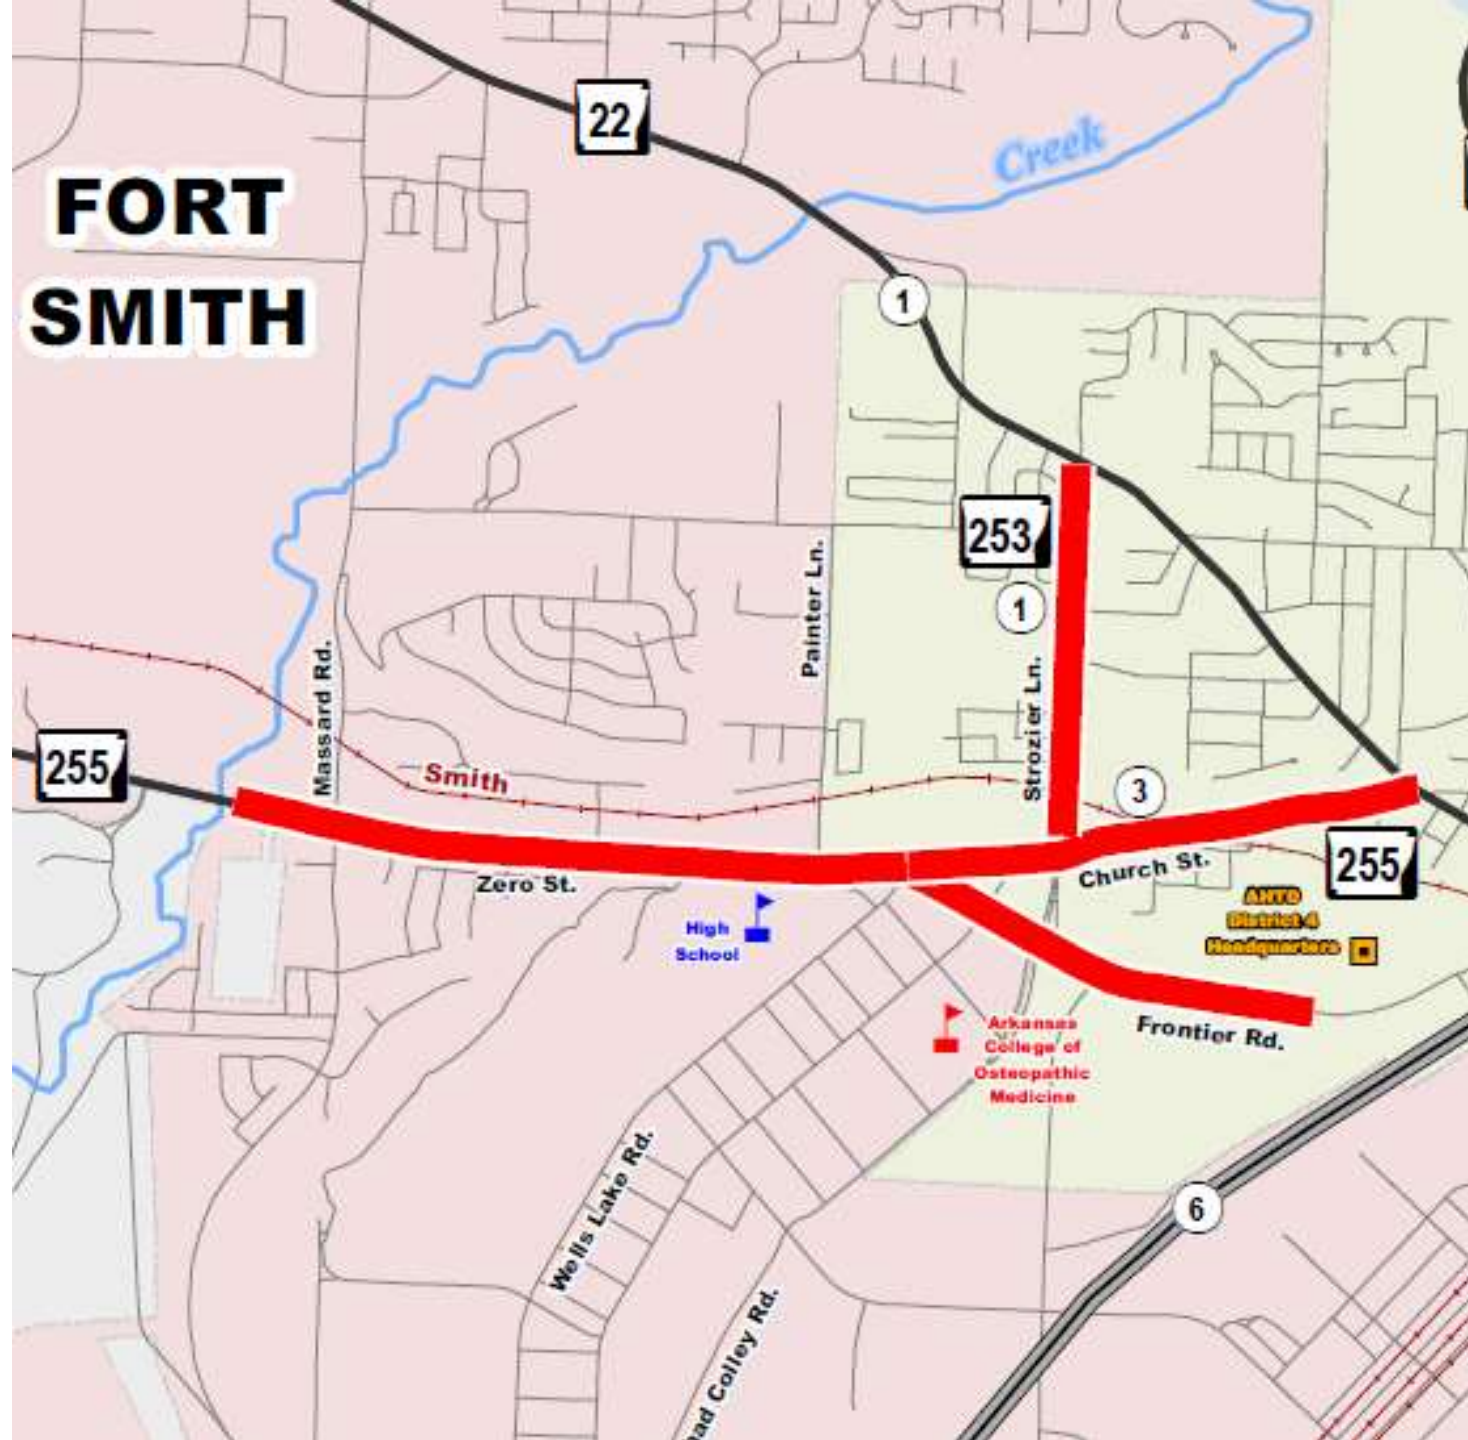 22
Creek
FORT
SMITH
1
253
1
Painter Ln.
Massard Rd.
Strozier Ln.
255
Smith
3
Zero St.
Church St.
255
High
School
AHTD
District 4
Headquarters
Arkansas
College of
Osteopathic
Medicine
Frontier Rd.
Wells Lake Rd.
6
Colley Rd.